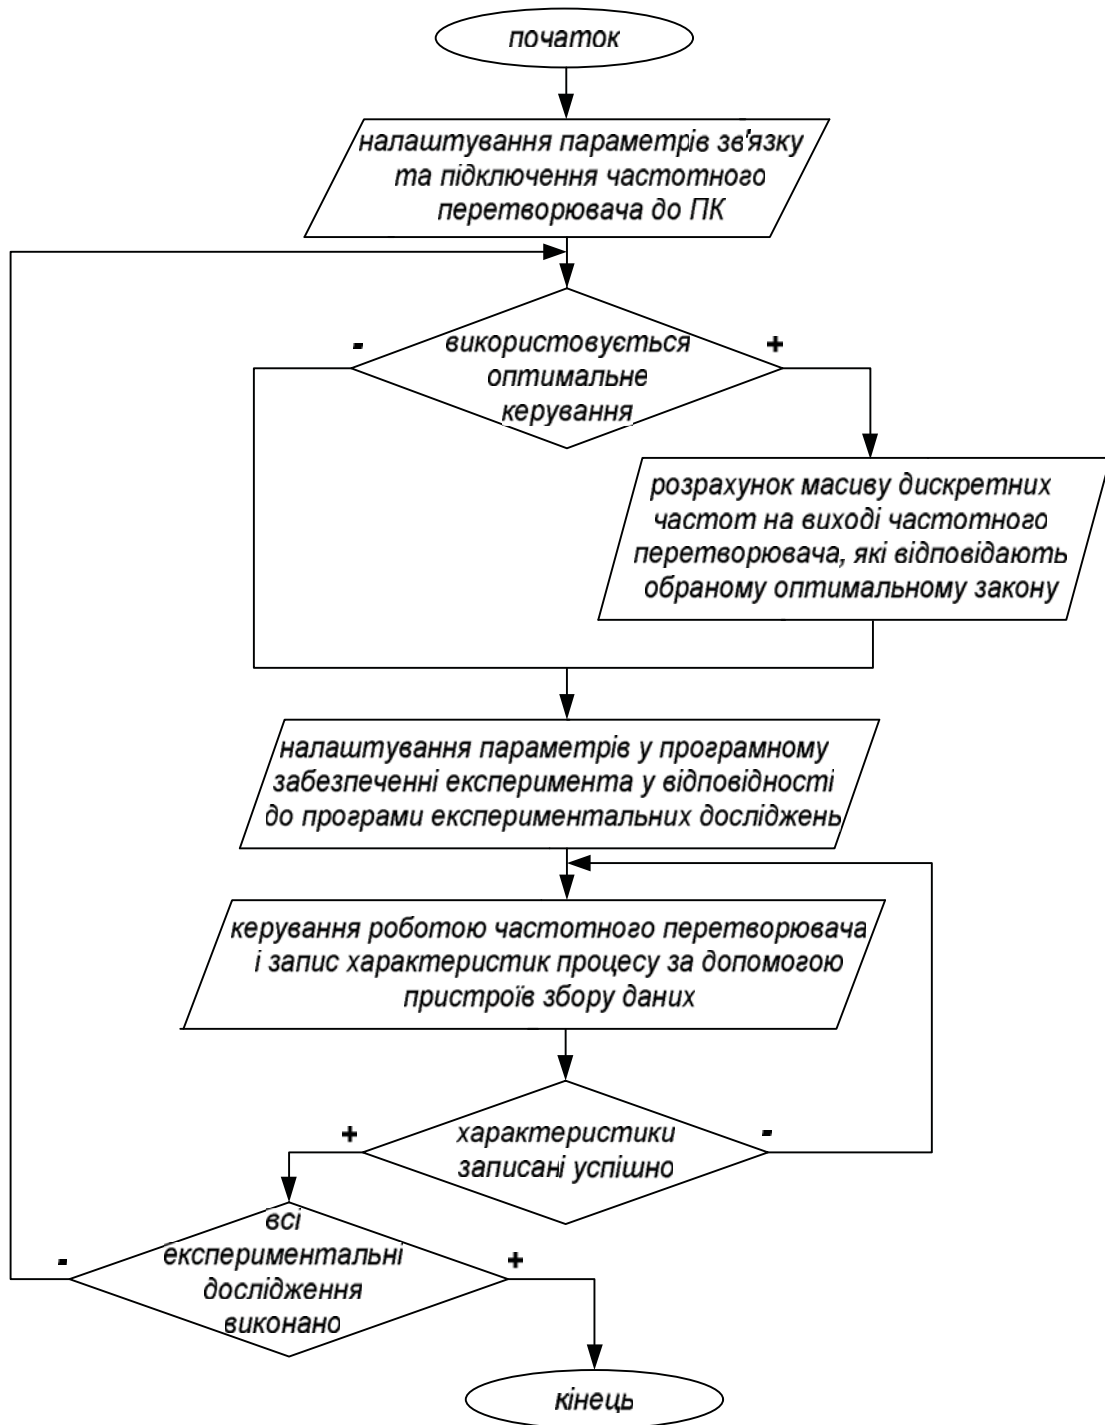 початок
налаштування параметрів зв'язку
та підключення частотного
перетворювача до ПК
-
+
використовується
оптимальне
керування
розрахунок масиву дискретних
частот на виході частотного
перетворювача, які відповідають
обраному оптимальному закону
налаштування параметрів у програмному
забезпеченні експеримента у відповідності
до програми експериментальних досліджень
керування роботою частотного перетворювача
і запис характеристик процесу за допомогою
пристроїв збору даних
+
-
характеристики
записані успішно
-
+
всі
експериментальні
дослідження
виконано
кінець